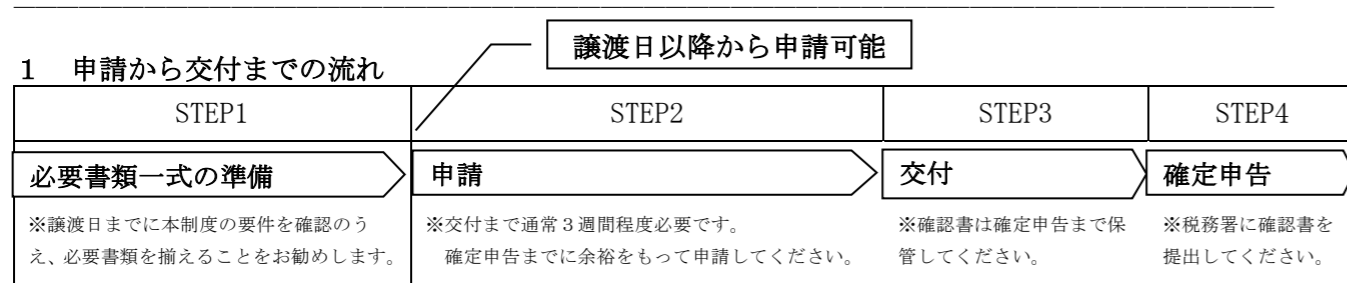 譲渡日以降から申請可能
１　申請から交付までの流れ
STEP1
STEP2
STEP3
STEP4
必要書類一式の準備
申請
交付
確定申告
※譲渡日までに本制度の要件を確認のう
え、必要書類を揃えることをお勧めします。
※交付まで通常３週間程度必要です。
確定申告までに余裕をもって申請してください。
※確認書は確定申告まで保
管してください。
※税務署に確認書を
提出してください。